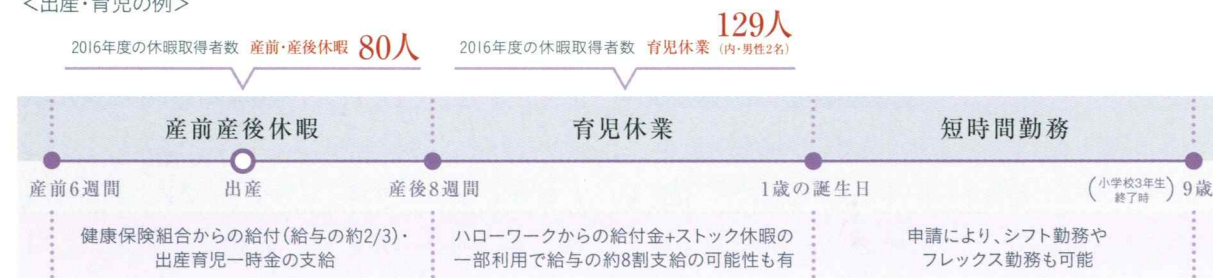 <出産・育児の例>
2016年度の休暇取得者数 産前・産後休暇 80人
2016年度の休暇取得者数 育児休業 129人
(内・男性2名)
産前産後休暇
育児休業
短時間勤務
産前6週間
出産
産後8週間
1歳の誕生日
(小学校3年生
終了時) 9歳
健康保険組合からの給付(給与の約2/3)・
出産育児一時金の支給
ハローワークからの給付金+ストック休暇の
一部利用で給与の約8割支給の可能性も有
申請により、シフト勤務や
フレックス勤務も可能